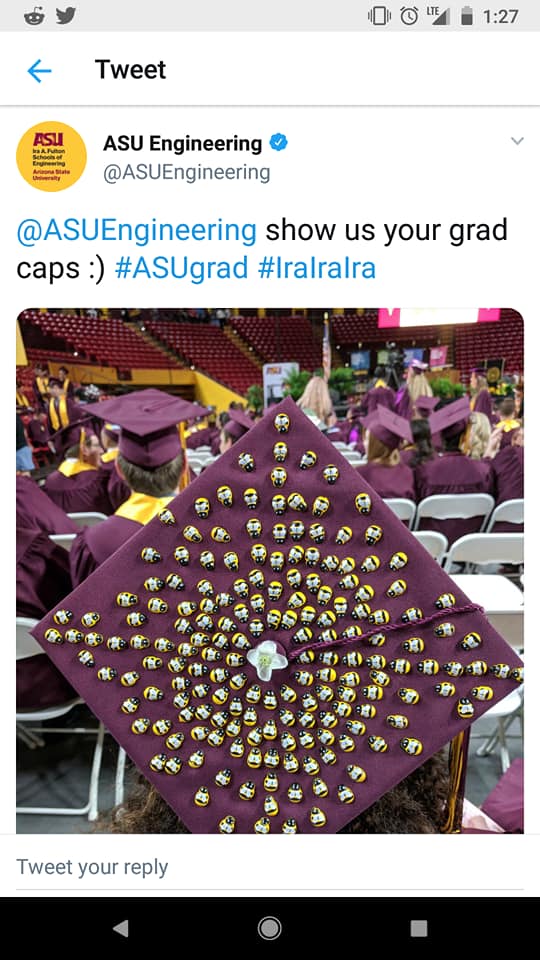 LTE 1:27
Tweet
ASU
Ira A. Fulton
Schools of
Engineering
Arizona State
University
ASU Engineering
@ASUEngineering
@ASUEngineering show us your grad
caps :) #ASUgrad #IraIraIra
Tweet your reply